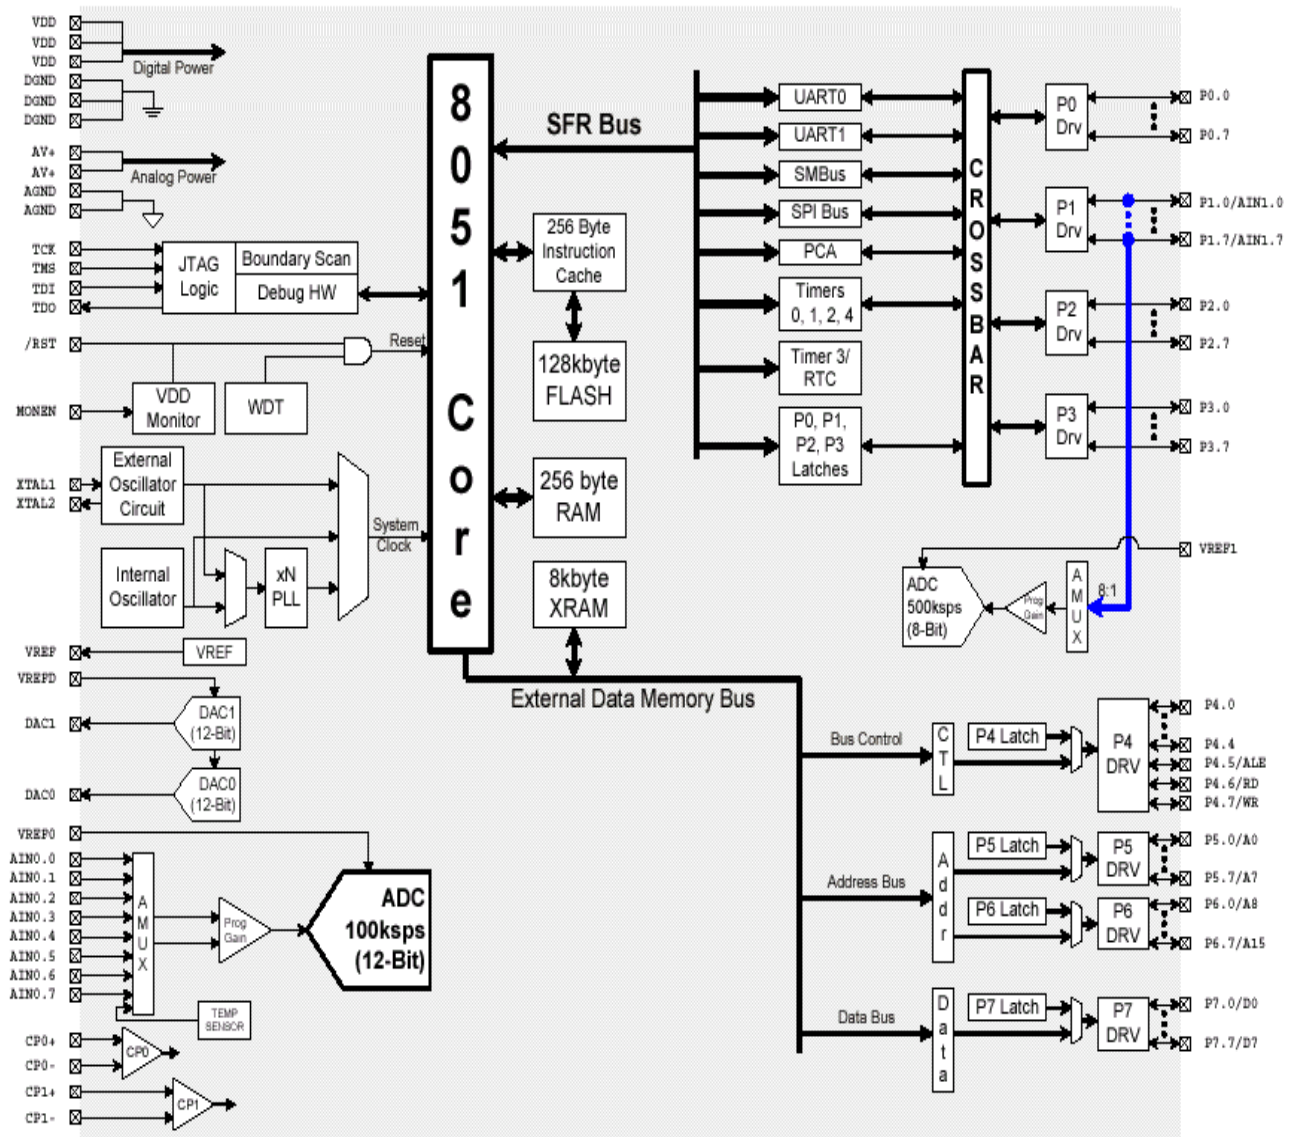 VDD
VDD
VDD
Digital Power
DGND
DGND
DGND
AV+
AV+
Analog Power
AGND
AGND
TCK
TMS
TDI
TDO
JTAG
Logic
Boundary Scan
Debug HW
/RST
Reset
MONEN
VDD
Monitor
WDT
XTAL1
XTAL2
External
Oscillator
Circuit
Internal
Oscillator
xN
PLL
System
Clock
VREF
VREF
VREFD
DAC1
DAC1
(12-Bit)
DAC0
DAC0
(12-Bit)
VREF0
AIN0.0
AIN0.1
AIN0.2
AIN0.3
AIN0.4
AIN0.5
AIN0.6
AIN0.7
AMUX
Prog
Gain
ADC
100ksps
(12-Bit)
TEMP
SENSOR
CP0+
CP0-
CP0
CP1+
CP1-
CP1
8051 Core
SFR Bus
256 Byte
Instruction
Cache
128kbyte
FLASH
256 byte
RAM
8kbyte
XRAM
External Data Memory Bus
UART0
UART1
SMBus
SPI Bus
PCA
Timers
0, 1, 2, 4
Timer 3/
RTC
P0, P1,
P2, P3
Latches
CROSSBAR
P0
Drv
P1
Drv
P2
Drv
P3
Drv
P0.0
P0.7
P1.0/AIN1.0
P1.7/AIN1.7
P2.0
P2.7
P3.0
P3.7
VREF1
ADC
500ksps
(8-Bit)
Prog
Gain
AMUX
8:1
Bus Control
CTL
P4 Latch
P4
DRV
P4.0
P4.4
P4.5/ALE
P4.6/RD
P4.7/WR
Address Bus
Addr
P5 Latch
P5
DRV
P5.0/A0
P5.7/A7
P6 Latch
P6
DRV
P6.0/A8
P6.7/A15
Data Bus
Data
P7 Latch
P7
DRV
P7.0/D0
P7.7/D7